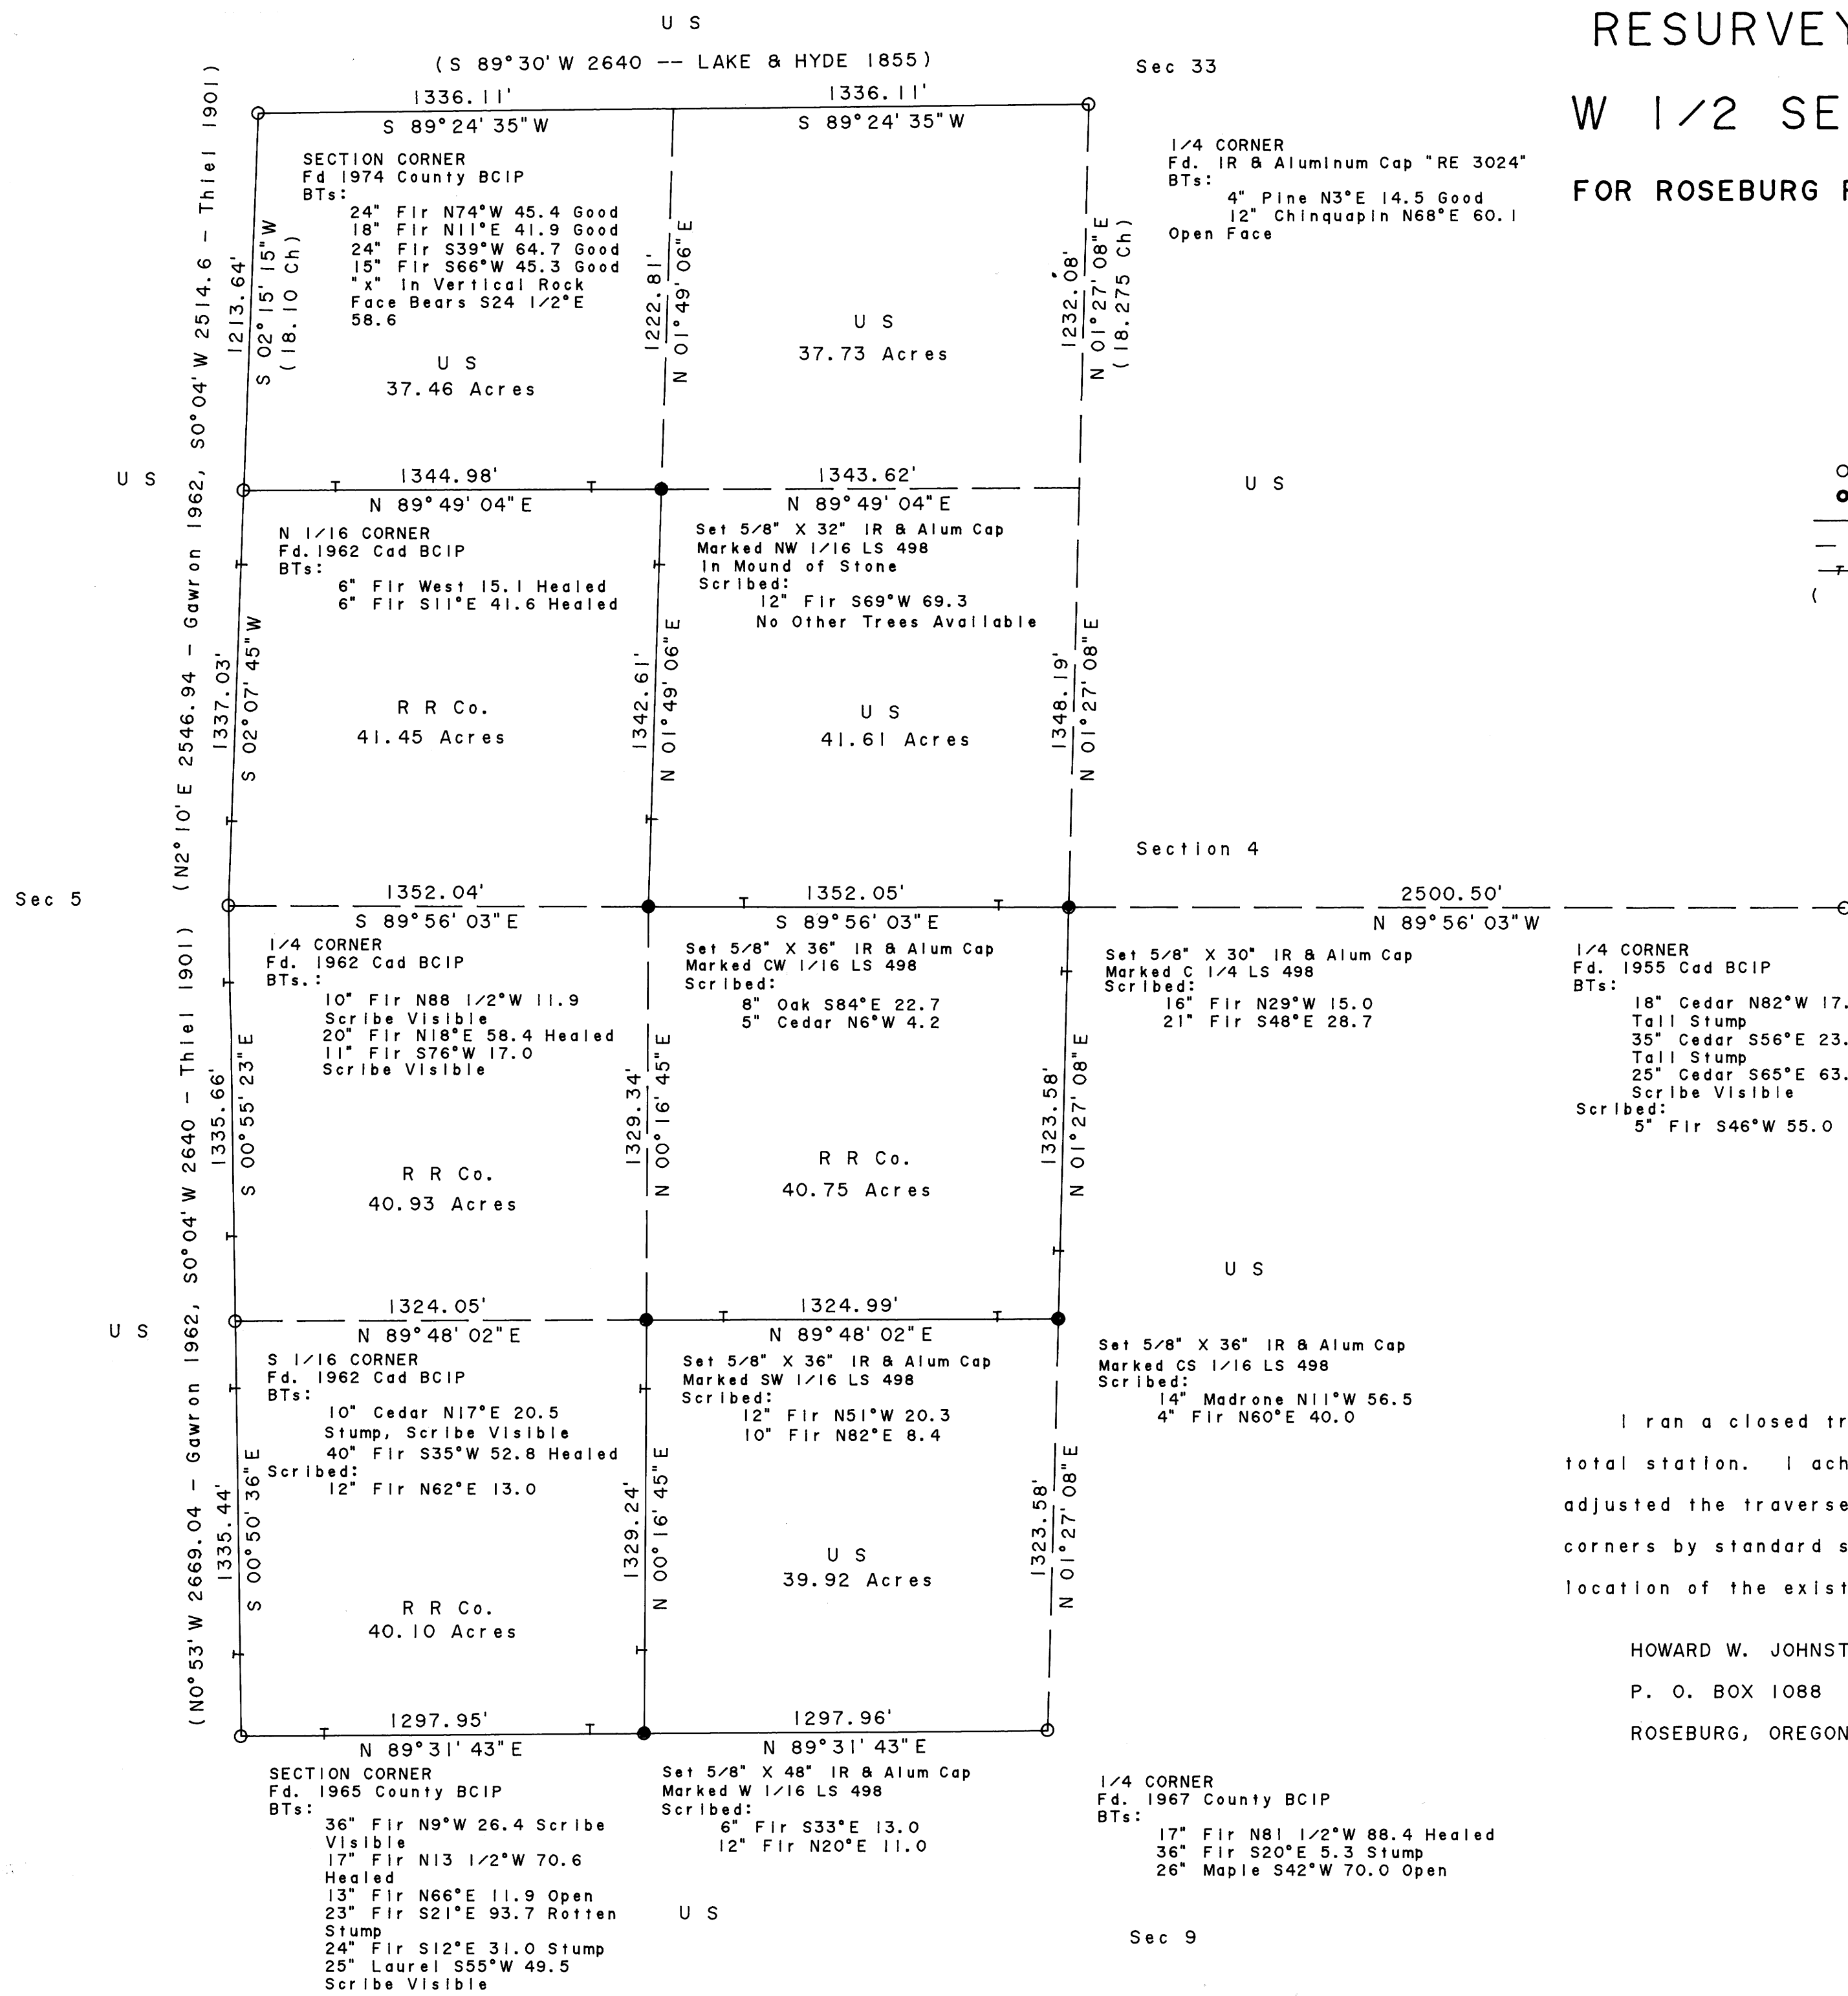 U S
(S 89°30' W 2640 -- LAKE & HYDE 1855)
Sec 33
RESURVEY
W 1/2 SE
FOR ROSEBURG
1336.11'
S 89°24'35"W
1336.11'
S 89°24'35"W
SECTION CORNER
Fd 1974 County BCIP
BTs:
24" Fir N74°W 45.4 Good
18" Fir N11°E 41.9 Good
24" Fir S39°W 64.7 Good
15" Fir S66°W 45.3 Good
"x" In Vertical Rock
Face Bears S24 1/2°E
58.6
1/4 CORNER
Fd. IR & Aluminum Cap "RE 3024"
BTs:
4" Pine N3°E 14.5 Good
12" Chinquapin N68°E 60.1
Open Face
(N2°10' E 2546.94 - Gawron 1962, S0°04' W 2514.6 - Thiel 1901)
1213.64'
S 02°15'15"W
(18.10 Ch)
1222.81'
N 01°49'06"E
1232.08'
N 01°27'08"E
(18.275 Ch)
U S
37.46 Acres
U S
37.73 Acres
U S
U S
1344.98'
N 89°49'04"E
1343.62'
N 89°49'04"E
N 1/16 CORNER
Fd. 1962 Cad BCIP
BTs:
6" Fir West 15.1 Healed
6" Fir S11°E 41.6 Healed
Set 5/8" X 32" IR & Alum Cap
Marked NW 1/16 LS 498
In Mound of Stone
Scribed:
12" Fir S69°W 69.3
No Other Trees Available
(
1337.03'
S 02°07'45"W
1342.61'
N 01°49'06"E
1348.19'
N 01°27'08"E
R R Co.
41.45 Acres
U S
41.61 Acres
Section 4
Sec 5
1352.04'
S 89°56'03"E
1352.05'
S 89°56'03"E
2500.50'
N 89°56'03"W
1/4 CORNER
Fd. 1962 Cad BCIP
BTs.:
10" Fir N88 1/2°W 11.9
Scribe Visible
20" Fir N18°E 58.4 Healed
11" Fir S76°W 17.0
Scribe Visible
Set 5/8" X 36" IR & Alum Cap
Marked CW 1/16 LS 498
Scribed:
8" Oak S84°E 22.7
5" Cedar N6°W 4.2
Set 5/8" X 30" IR & Alum Cap
Marked C 1/4 LS 498
Scribed:
16" Fir N29°W 15.0
21" Fir S48°E 28.7
1/4 CORNER
Fd. 1955 Cad BCIP
BTs:
18" Cedar N82°W 17.
Tall Stump
35" Cedar S56°E 23.
Tall Stump
25" Cedar S65°E 63.
Scribe Visible
Scribed:
5" Fir S46°W 55.0
(N0°53' W 2669.04 - Gawron 1962, S0°04' W 2640 - Thiel 1901)
1335.66'
S 00°55'23"E
1329.34'
N 00°16'45"E
1323.58'
N 01°27'08"E
R R Co.
40.93 Acres
R R Co.
40.75 Acres
U S
U S
1324.05'
N 89°48'02"E
1324.99'
N 89°48'02"E
S 1/16 CORNER
Fd. 1962 Cad BCIP
BTs:
10" Cedar N17°E 20.5
Stump, Scribe Visible
40" Fir S35°W 52.8 Healed
Scribed:
12" Fir N62°E 13.0
Set 5/8" X 36" IR & Alum Cap
Marked SW 1/16 LS 498
Scribed:
12" Fir N51°W 20.3
10" Fir N82°E 8.4
Set 5/8" X 36" IR & Alum Cap
Marked CS 1/16 LS 498
Scribed:
14" Madrone N11°W 56.5
4" Fir N60°E 40.0
1335.44'
S 00°50'36"E
1329.24'
N 00°16'45"E
1323.58'
N 01°27'08"E
R R Co.
40.10 Acres
U S
39.92 Acres
I ran a closed tr
total station. I ach
adjusted the traverse
corners by standard s
location of the exist
HOWARD W. JOHNST
P. O. BOX 1088
ROSEBURG, OREGON
1297.95'
N 89°31'43"E
1297.96'
N 89°31'43"E
SECTION CORNER
Fd. 1965 County BCIP
BTs:
36" Fir N9°W 26.4 Scribe
Visible
17" Fir N13 1/2°W 70.6
Healed
13" Fir N66°E 11.9 Open
23" Fir S21°E 93.7 Rotten
Stump
24" Fir S12°E 31.0 Stump
25" Laurel S55°W 49.5
Scribe Visible
Set 5/8" X 48" IR & Alum Cap
Marked W 1/16 LS 498
Scribed:
6" Fir S33°E 13.0
12" Fir N20°E 11.0
1/4 CORNER
Fd. 1967 County BCIP
BTs:
17" Fir N81 1/2°W 88.4 Healed
36" Fir S20°E 5.3 Stump
26" Maple S42°W 70.0 Open
U S
Sec 9